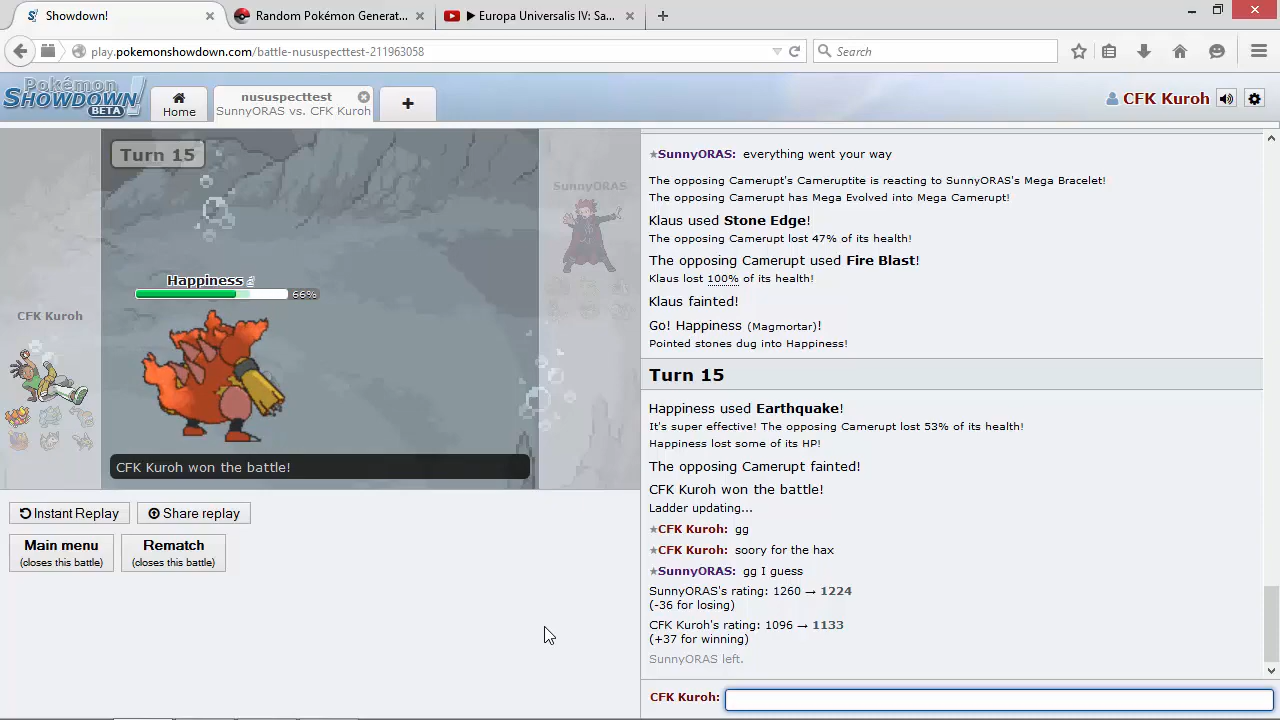 Showdown!
Random Pokémon Generat...
Europa Universalis IV: Sa...
play.pokemonshowdown.com/battle-nususpecttest-211963058
Search
Pokémon
SHOWDOWN!
BETA
Home
nususpecttest
SunnyORAS vs. CFK Kuroh
CFK Kuroh
Turn 15
SunnyORAS
Happiness
66%
CFK Kuroh
CFK Kuroh won the battle!
Instant Replay
Share replay
Main menu
(closes this battle)
Rematch
(closes this battle)
★SunnyORAS: everything went your way
The opposing Camerupt's Cameruptite is reacting to SunnyORAS's Mega Bracelet!
The opposing Camerupt has Mega Evolved into Mega Camerupt!
Klaus used Stone Edge!
The opposing Camerupt lost 47% of its health!
The opposing Camerupt used Fire Blast!
Klaus lost 100% of its health!
Klaus fainted!
Go! Happiness (Magmortar)!
Pointed stones dug into Happiness!
Turn 15
Happiness used Earthquake!
It's super effective! The opposing Camerupt lost 53% of its health!
Happiness lost some of its HP!
The opposing Camerupt fainted!
CFK Kuroh won the battle!
Ladder updating...
★CFK Kuroh: gg
★CFK Kuroh: soory for the hax
★SunnyORAS: gg I guess
SunnyORAS's rating: 1260 → 1224
(-36 for losing)
CFK Kuroh's rating: 1096 → 1133
(+37 for winning)
SunnyORAS left.
CFK Kuroh: